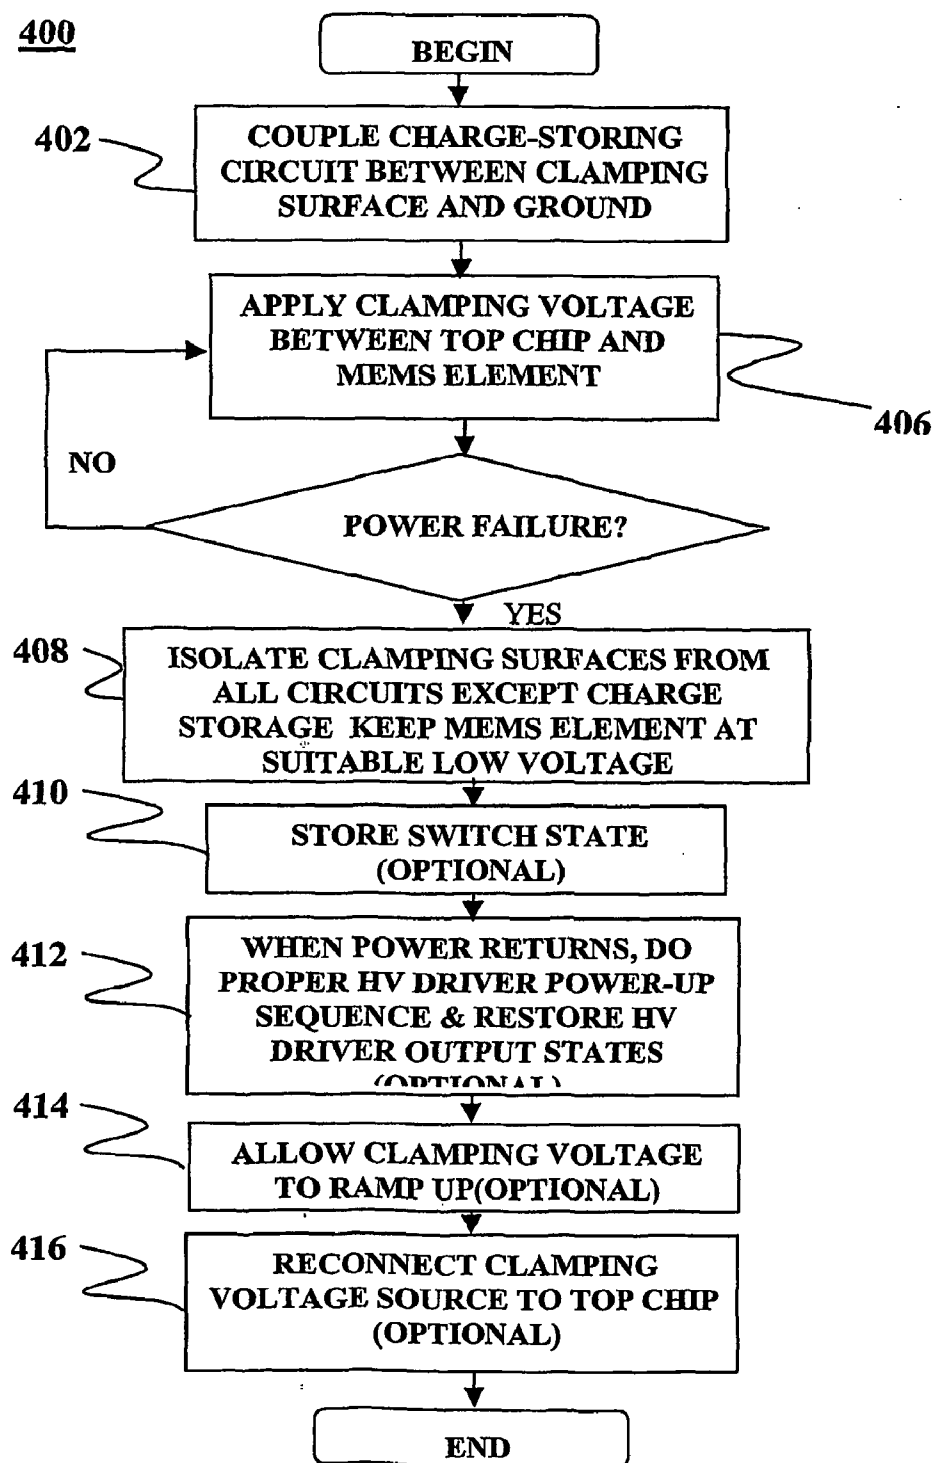 400
BEGIN
402
COUPLE CHARGE-STORING
CIRCUIT BETWEEN CLAMPING
SURFACE AND GROUND
APPLY CLAMPING VOLTAGE
BETWEEN TOP CHIP AND
MEMS ELEMENT
406
NO
POWER FAILURE?
YES
408
ISOLATE CLAMPING SURFACES FROM
ALL CIRCUITS EXCEPT CHARGE
STORAGE KEEP MEMS ELEMENT AT
SUITABLE LOW VOLTAGE
410
STORE SWITCH STATE
(OPTIONAL)
412
WHEN POWER RETURNS, DO
PROPER HV DRIVER POWER-UP
SEQUENCE & RESTORE HV
DRIVER OUTPUT STATES
(OPTIONAL)
414
ALLOW CLAMPING VOLTAGE
TO RAMP UP(OPTIONAL)
416
RECONNECT CLAMPING
VOLTAGE SOURCE TO TOP CHIP
(OPTIONAL)
END